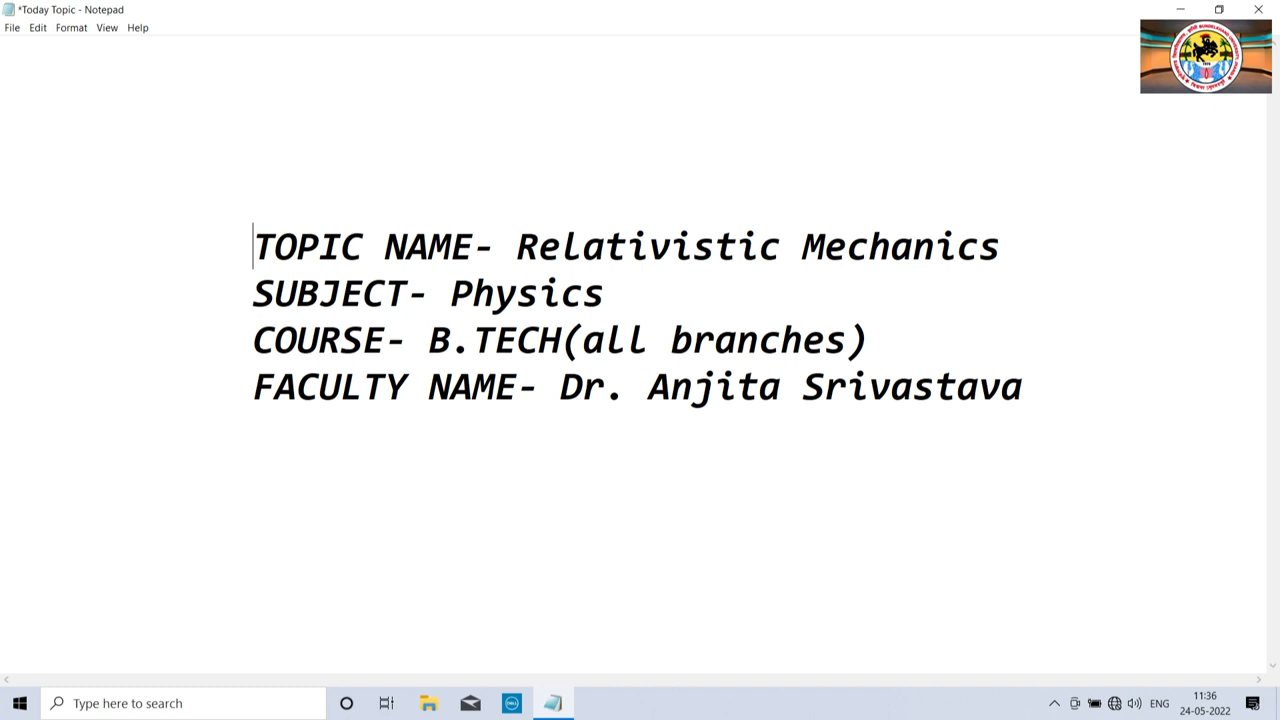 *Today Topic - Notepad
File Edit Format View Help
TOPIC NAME- Relativistic Mechanics
SUBJECT- Physics
COURSE- B.TECH(all branches)
FACULTY NAME- Dr. Anjita Srivastava
Type here to search
ENG
11:36
24-05-2022